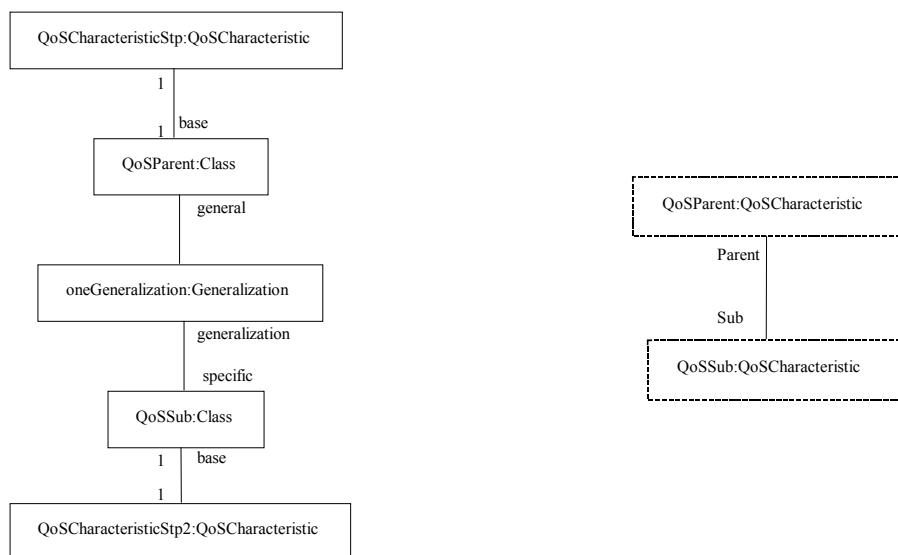 QoSCharacteristicStp:QoSCharacteristic
1
1
base
QoSParent:Class
general
oneGeneralization:Generalization
generalization
specific
QoSSub:Class
1
base
1
QoSCharacteristicStp2:QoSCharacteristic
QoSParent:QoSCharacteristic
Parent
Sub
QoSSub:QoSCharacteristic